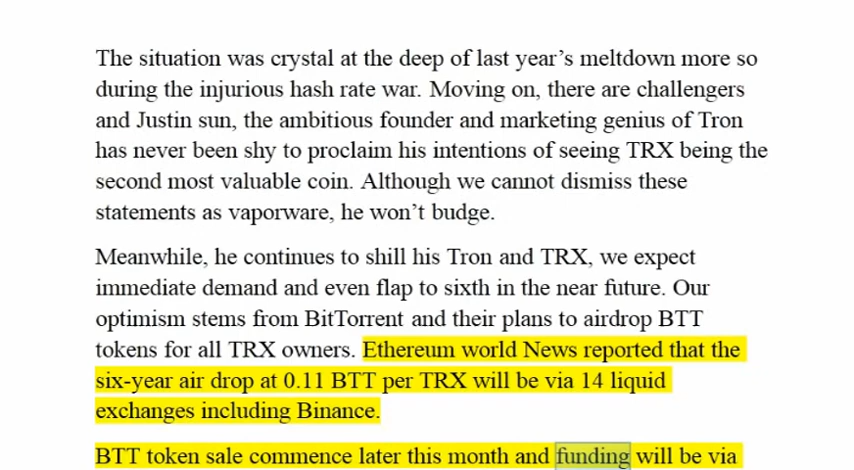 The situation was crystal at the deep of last year’s meltdown more so
during the injurious hash rate war. Moving on, there are challengers
and Justin sun, the ambitious founder and marketing genius of Tron
has never been shy to proclaim his intentions of seeing TRX being the
second most valuable coin. Although we cannot dismiss these
statements as vaporware, he won’t budge.
Meanwhile, he continues to shill his Tron and TRX, we expect
immediate demand and even flap to sixth in the near future. Our
optimism stems from BitTorrent and their plans to airdrop BTT
tokens for all TRX owners. Ethereum world News reported that the
six-year air drop at 0.11 BTT per TRX will be via 14 liquid
exchanges including Binance.
BTT token sale commence later this month and funding will be via